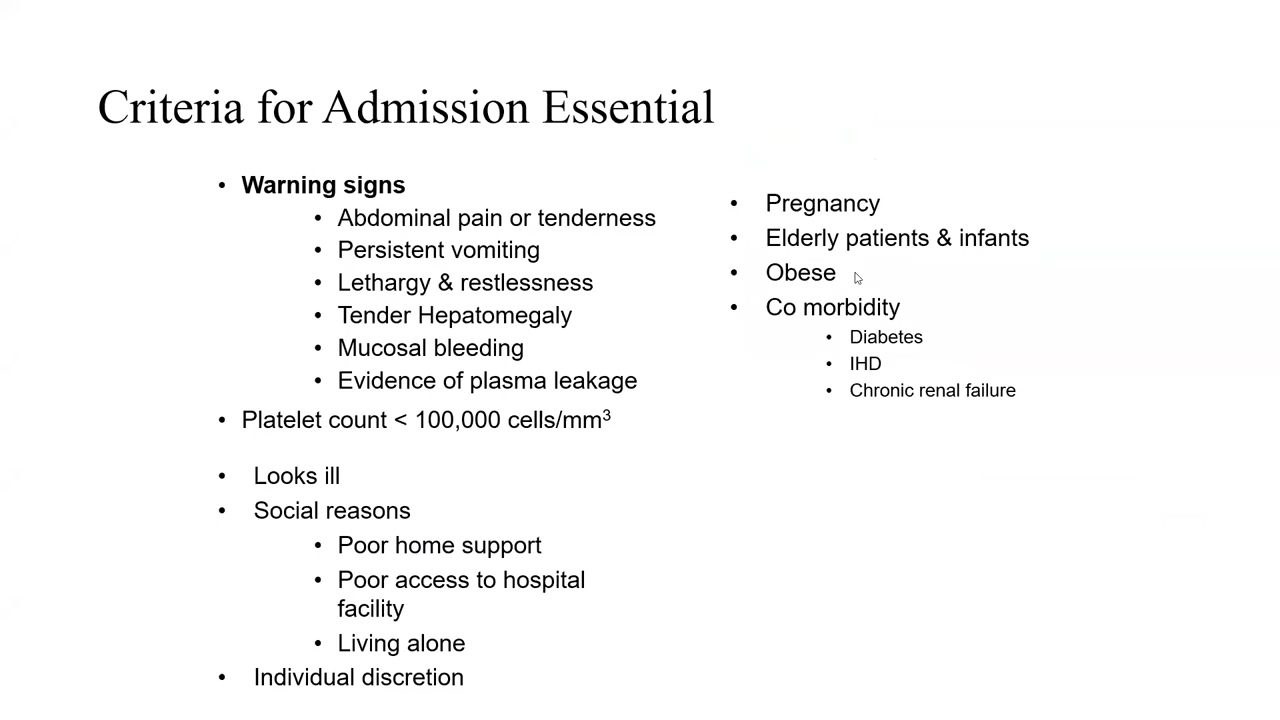 Criteria for Admission Essential
• Warning signs
• Abdominal pain or tenderness
• Persistent vomiting
• Lethargy & restlessness
• Tender Hepatomegaly
• Mucosal bleeding
• Evidence of plasma leakage
• Platelet count < 100,000 cells/mm³
• Looks ill
• Social reasons
• Poor home support
• Poor access to hospital
facility
• Living alone
• Individual discretion
• Pregnancy
• Elderly patients & infants
• Obese
• Co morbidity
• Diabetes
• IHD
• Chronic renal failure